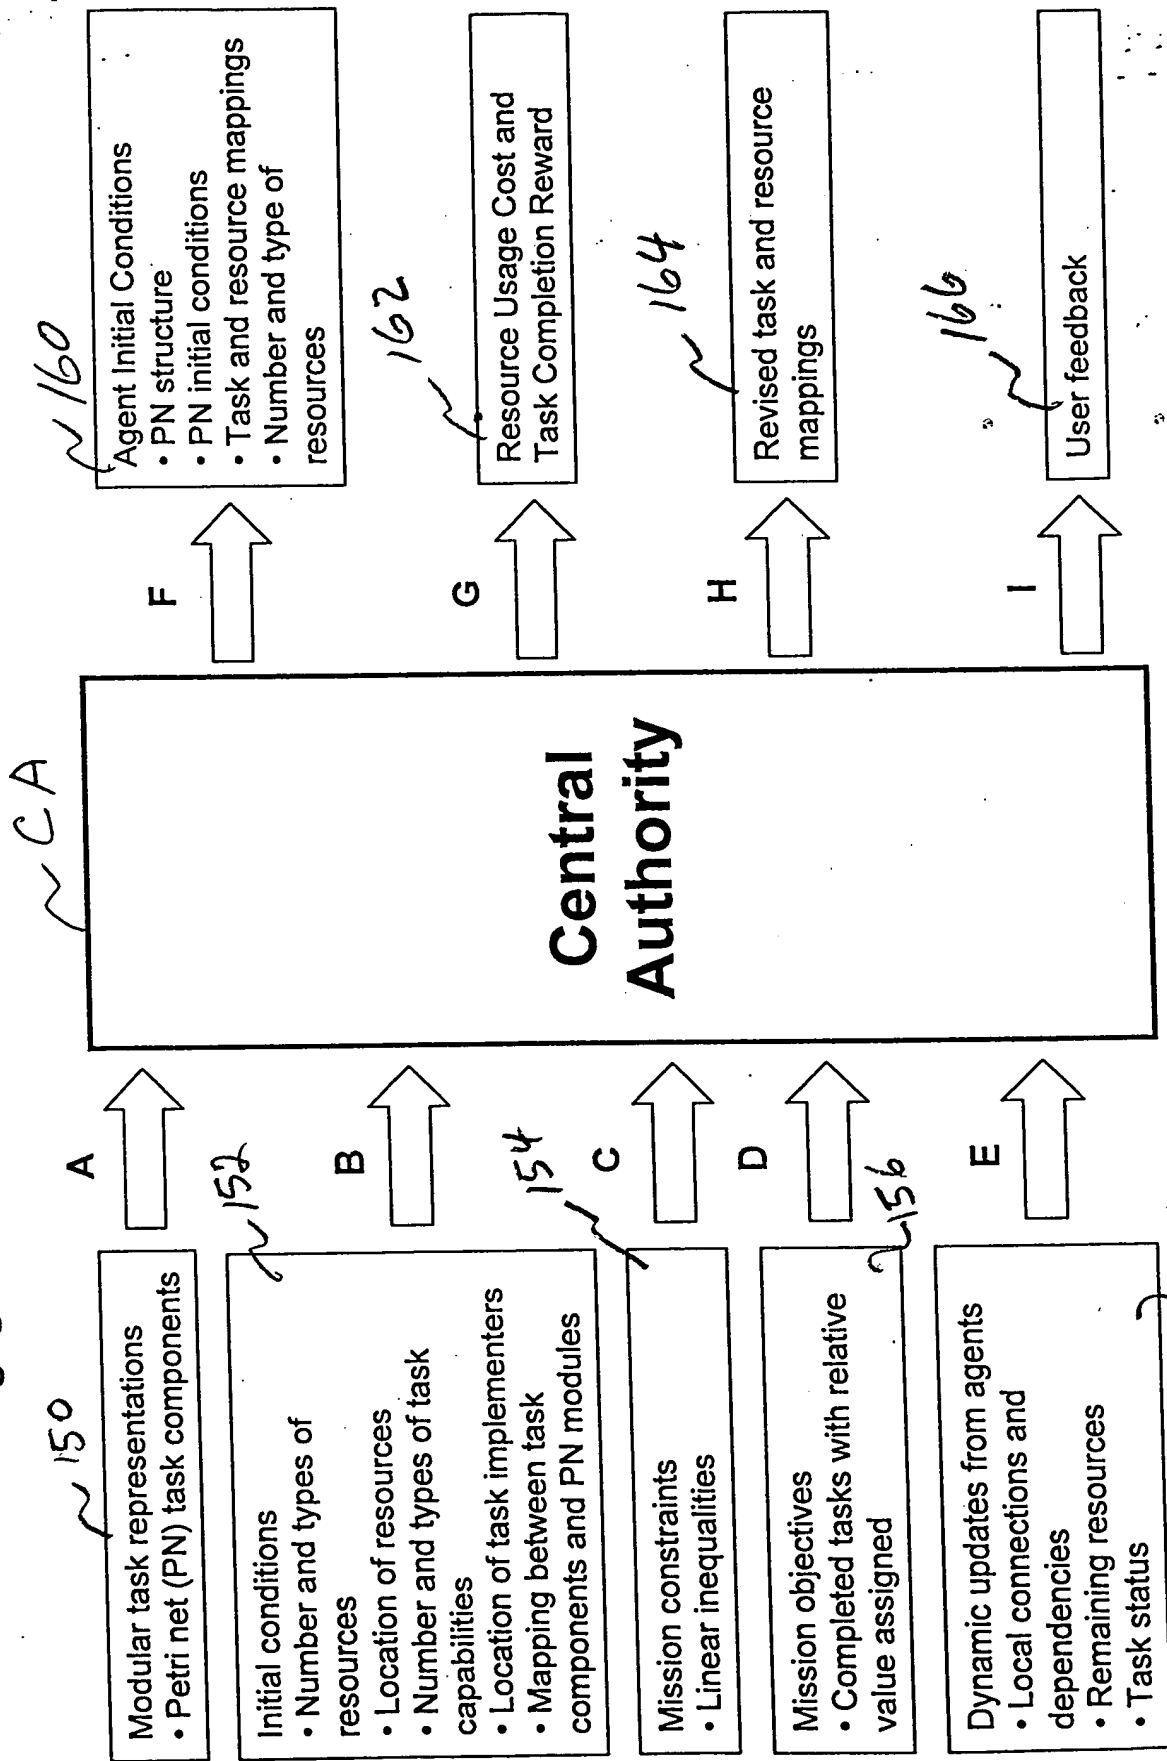 150
Modular task representations
• Petri net (PN) task components
A
152
Initial conditions
• Number and types of
resources
• Location of resources
• Number and types of task
capabilities
• Location of task implementers
• Mapping between task
components and PN modules
B
154
Mission constraints
• Linear inequalities
C
Mission objectives
• Completed tasks with relative
value assigned
156
D
Dynamic updates from agents
• Local connections and
dependencies
• Remaining resources
• Task status
E
CA
Central
Authority
F
160
Agent Initial Conditions
• PN structure
• PN initial conditions
• Task and resource mappings
• Number and type of
resources
G
162
Resource Usage Cost and
Task Completion Reward
H
164
Revised task and resource
mappings
I
166
User feedback